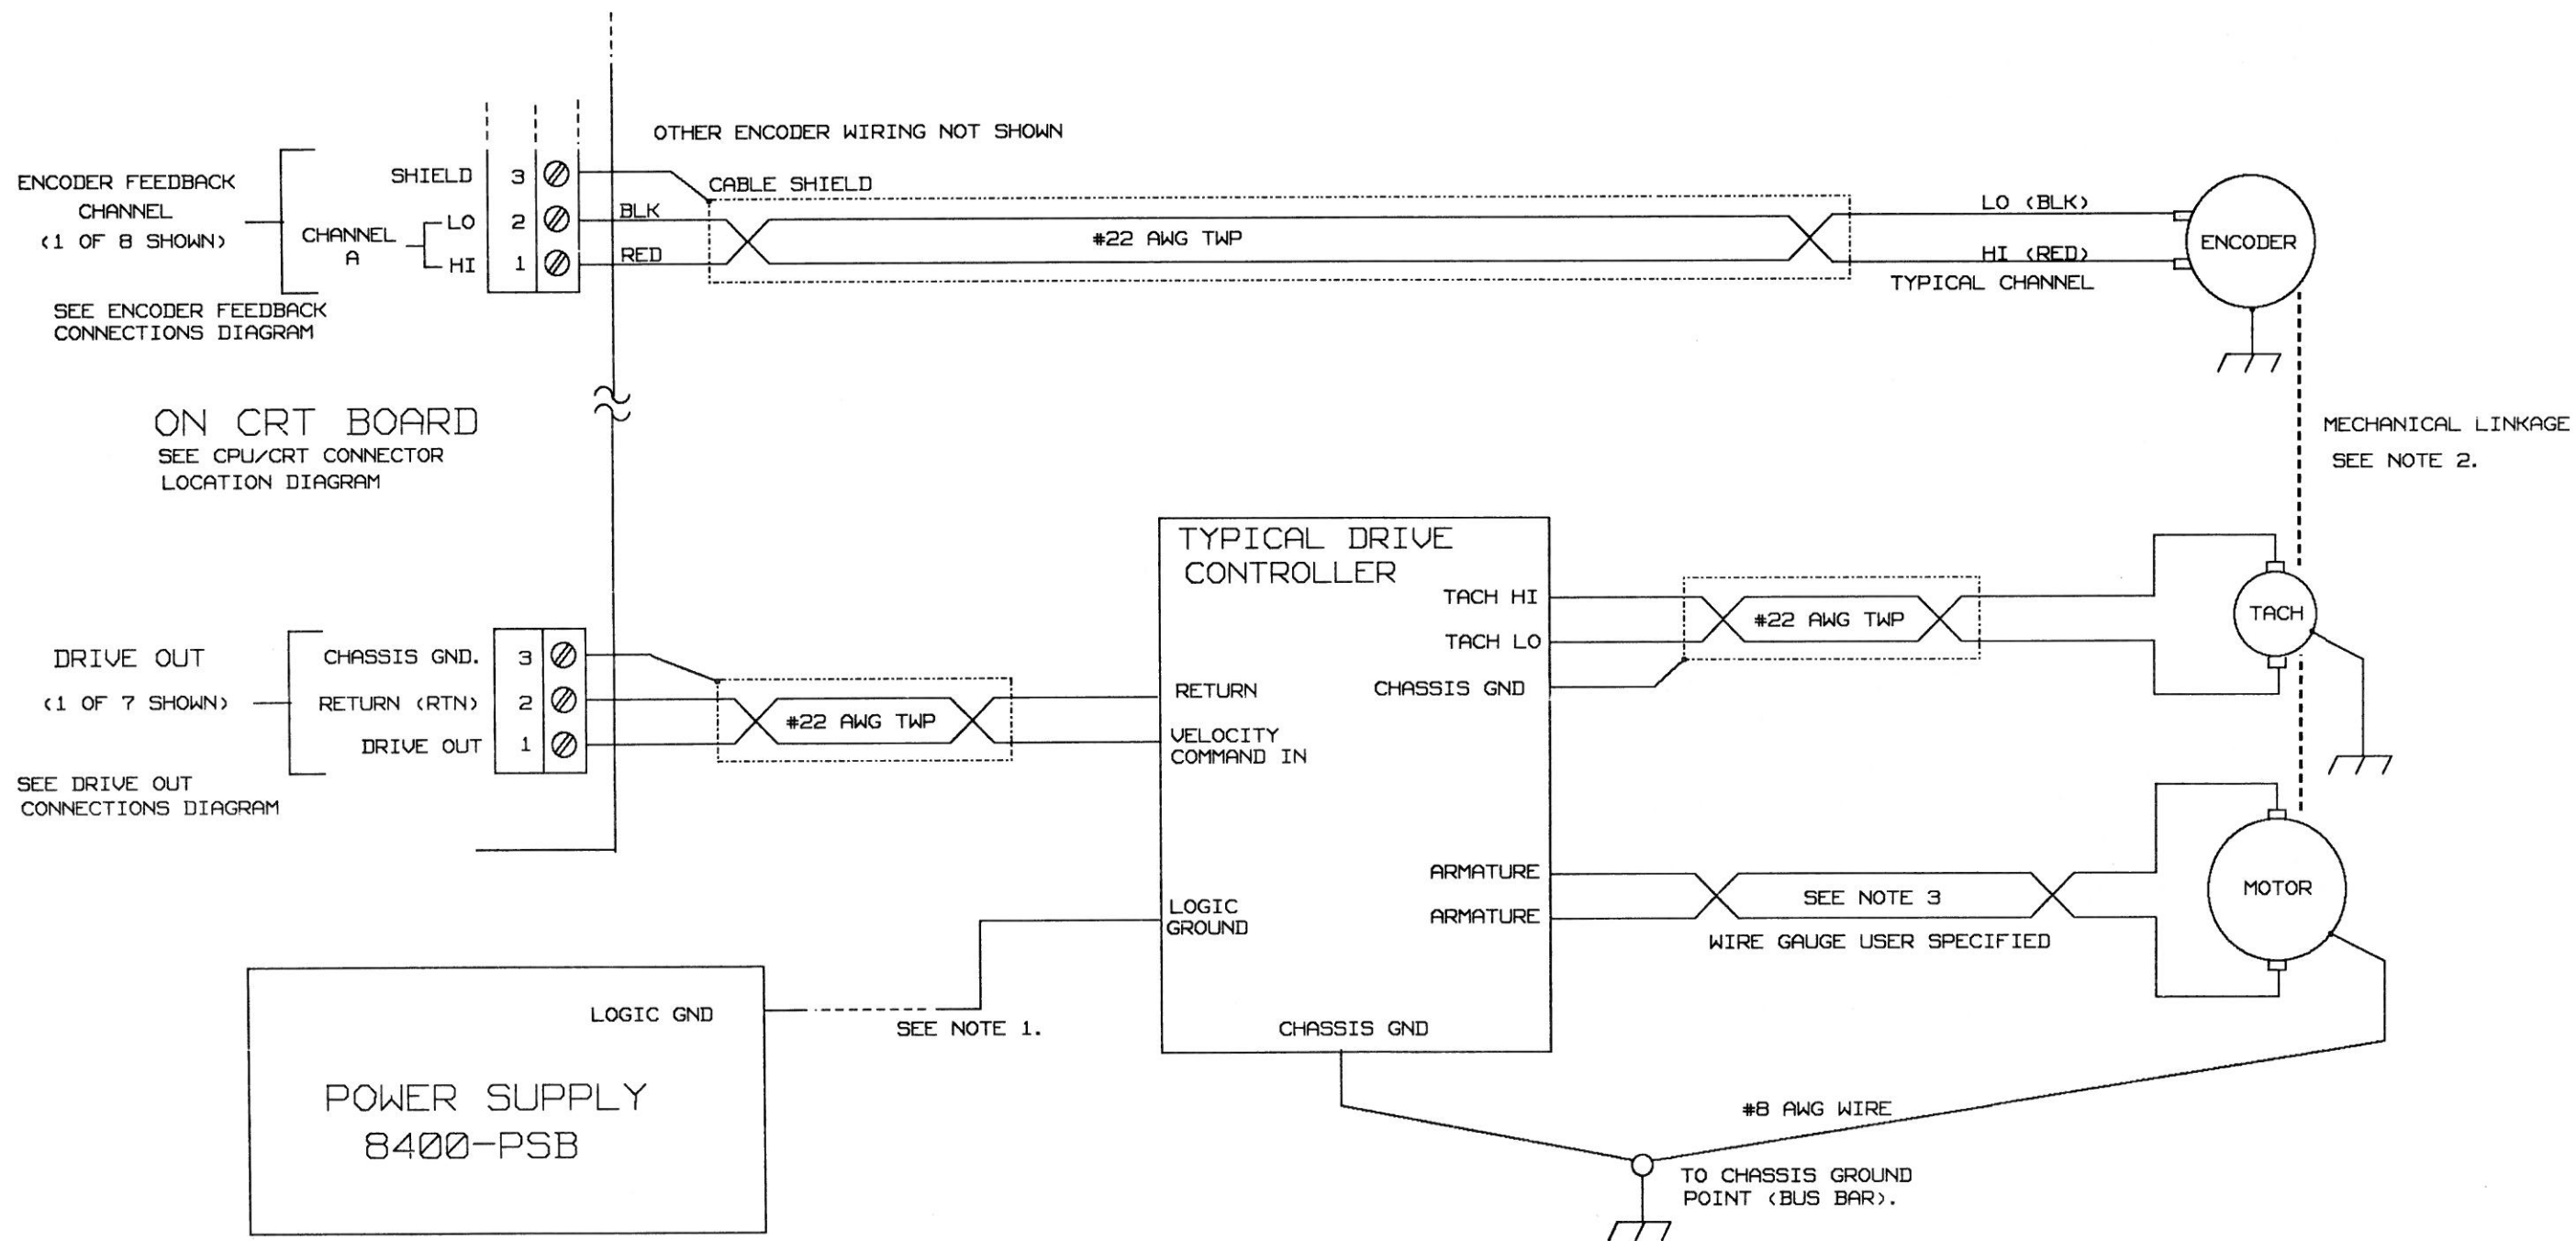 OTHER ENCODER WIRING NOT SHOWN
ENCODER FEEDBACK
CHANNEL
(1 OF 8 SHOWN)
SHIELD
CHANNEL
A
LO
HI
3
2
1
SEE ENCODER FEEDBACK
CONNECTIONS DIAGRAM
CABLE SHIELD
BLK
RED
#22 AWG TWP
LO (BLK)
HI (RED)
TYPICAL CHANNEL
ENCODER
ON CRT BOARD
SEE CPU/CRT CONNECTOR
LOCATION DIAGRAM
MECHANICAL LINKAGE
SEE NOTE 2.
DRIVE OUT
(1 OF 7 SHOWN)
CHASSIS GND.
RETURN (RTN)
DRIVE OUT
3
2
1
SEE DRIVE OUT
CONNECTIONS DIAGRAM
#22 AWG TWP
TYPICAL DRIVE
CONTROLLER
TACH HI
TACH LO
CHASSIS GND
RETURN
VELOCITY
COMMAND IN
ARMATURE
ARMATURE
LOGIC
GROUND
CHASSIS GND
#22 AWG TWP
TACH
SEE NOTE 3
WIRE GAUGE USER SPECIFIED
MOTOR
LOGIC GND
SEE NOTE 1.
POWER SUPPLY
8400-PSB
#8 AWG WIRE
TO CHASSIS GROUND
POINT (BUS BAR).